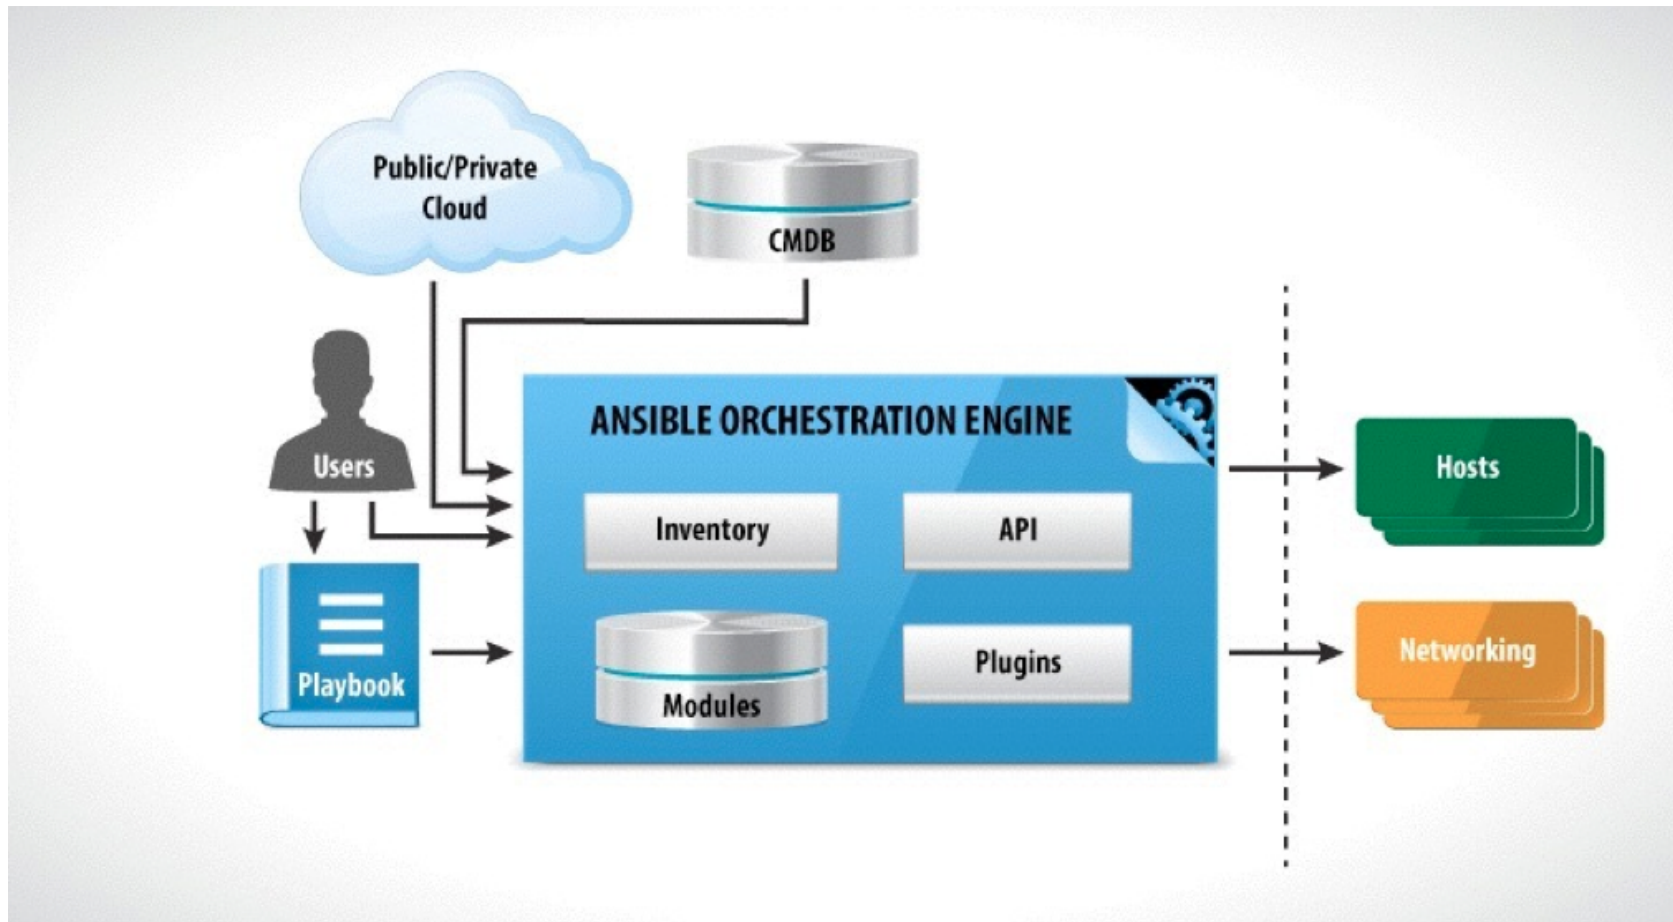 Public/Private
Cloud
CMDB
Users
Playbook
ANSIBLE ORCHESTRATION ENGINE
Inventory
API
Modules
Plugins
Hosts
Networking